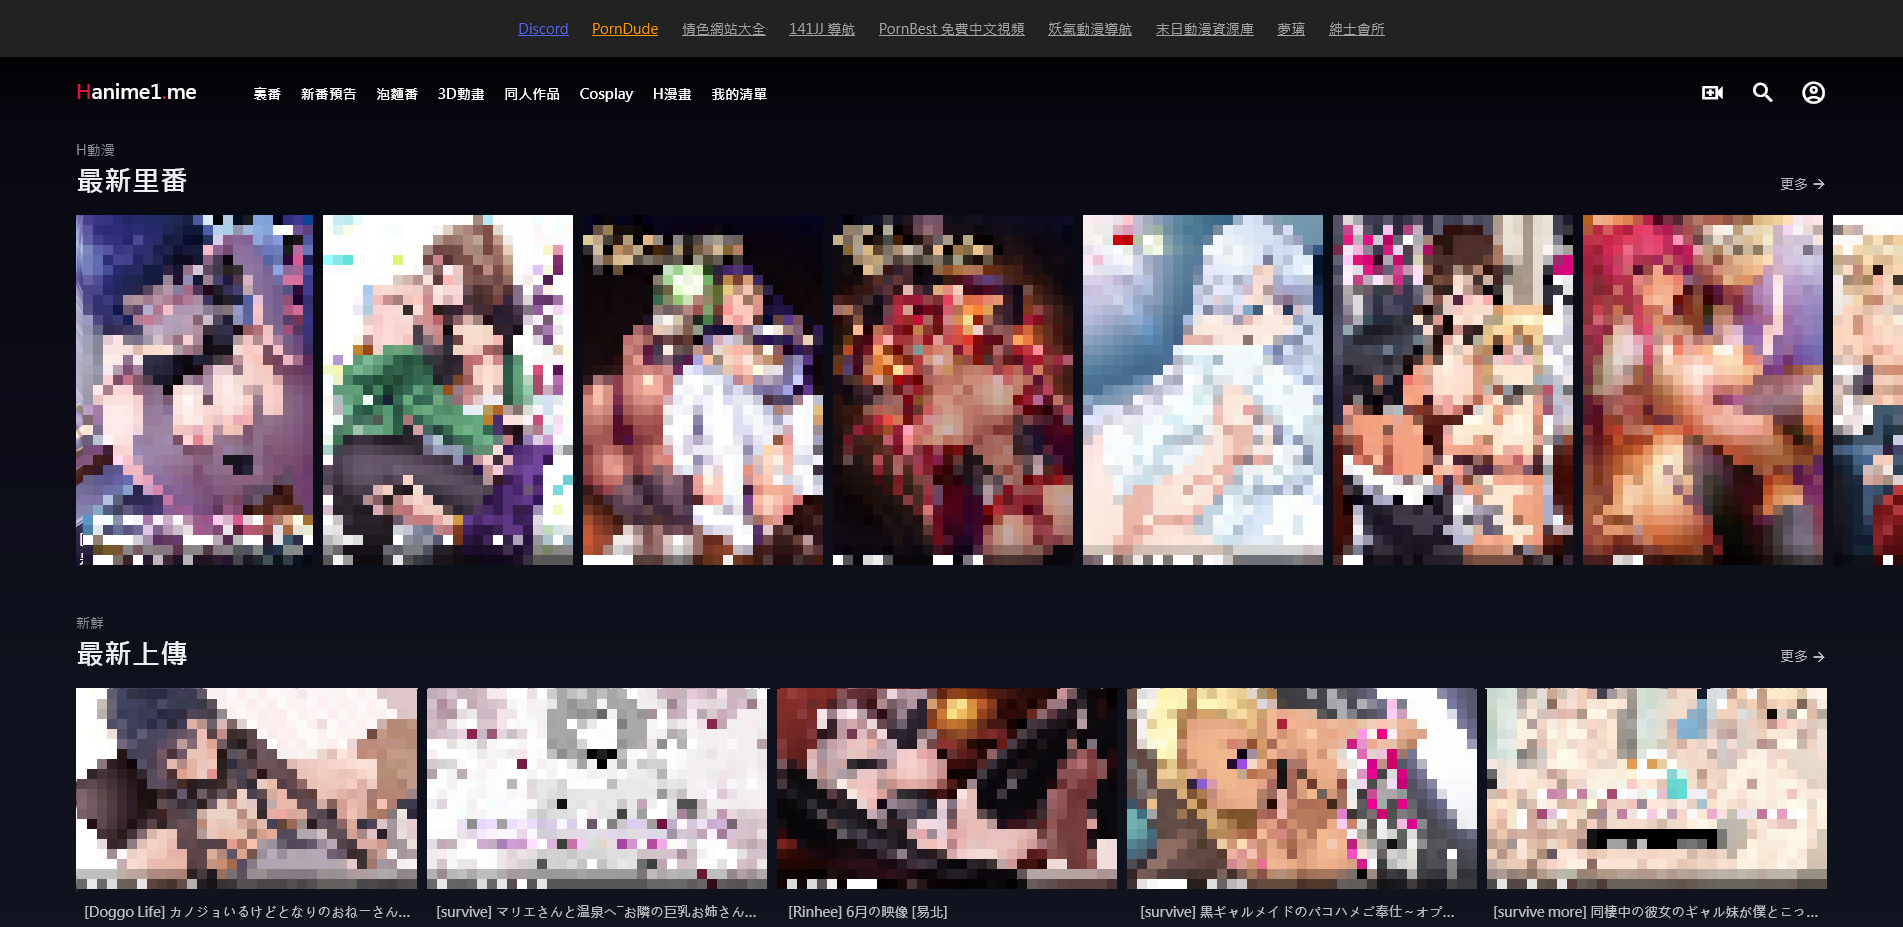 Discord PornDude 情色網站大全 141JJ 導航 PornBest 免費中文視頻 妖氣動漫導航 末日動漫資源庫 夢璃 紳士會所
Hanime1.me 裏番 新番預告 泡麵番 3D動畫 同人作品 Cosplay H漫畫 我的清單
H動漫
最新里番 更多
新鮮
最新上傳 更多
[Doggo Life] カノジョいるけどとなりのおねーさん...
[survive] マリエさんと温泉へ~お隣の巨乳お姉さん...
[Rinhee] 6月の映像 [易北]
[survive] 黒ギャルメイドのパコハメご奉仕～オプ...
[survive more] 同棲中の彼女のギャル妹が僕とこっ...